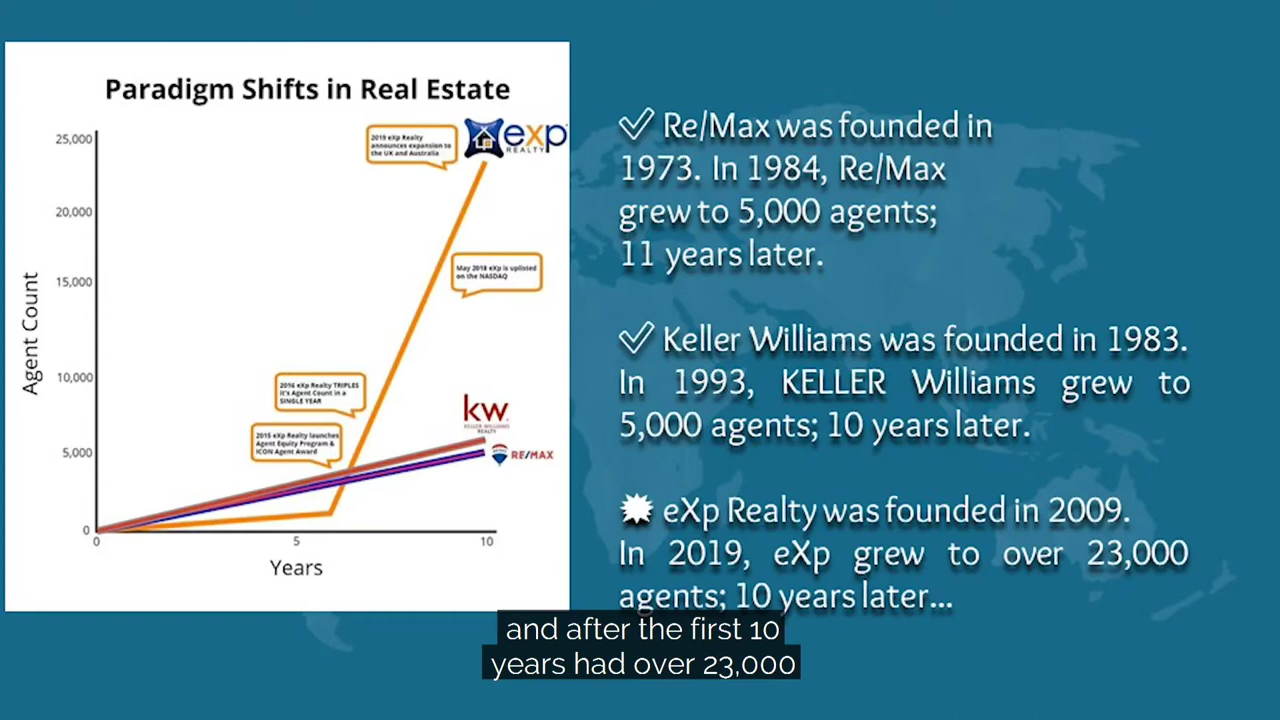 Paradigm Shifts in Real Estate
25,000
20,000
15,000
10,000
5,000
0
Agent Count
0
5
10
Years
2019 eXp Realty
announces expansion to
the UK and Australia
eXp
REALTY
May 2018 eXp is uplisted
on the NASDAQ
2016 eXp Realty TRIPLES
it's Agent Count in a
SINGLE YEAR
2015 eXp Realty launches
Agent Equity Program &
ICON Agent Award
kw.
KELLER WILLIAMS
REALTY
RE/MAX
Re/Max was founded in
1973. In 1984, Re/Max
grew to 5,000 agents;
11 years later.
Keller Williams was founded in 1983.
In 1993, KELLER Williams grew to
5,000 agents; 10 years later.
eXp Realty was founded in 2009.
In 2019, eXp grew to over 23,000
agents; 10 years later...
and after the first 10
years had over 23,000